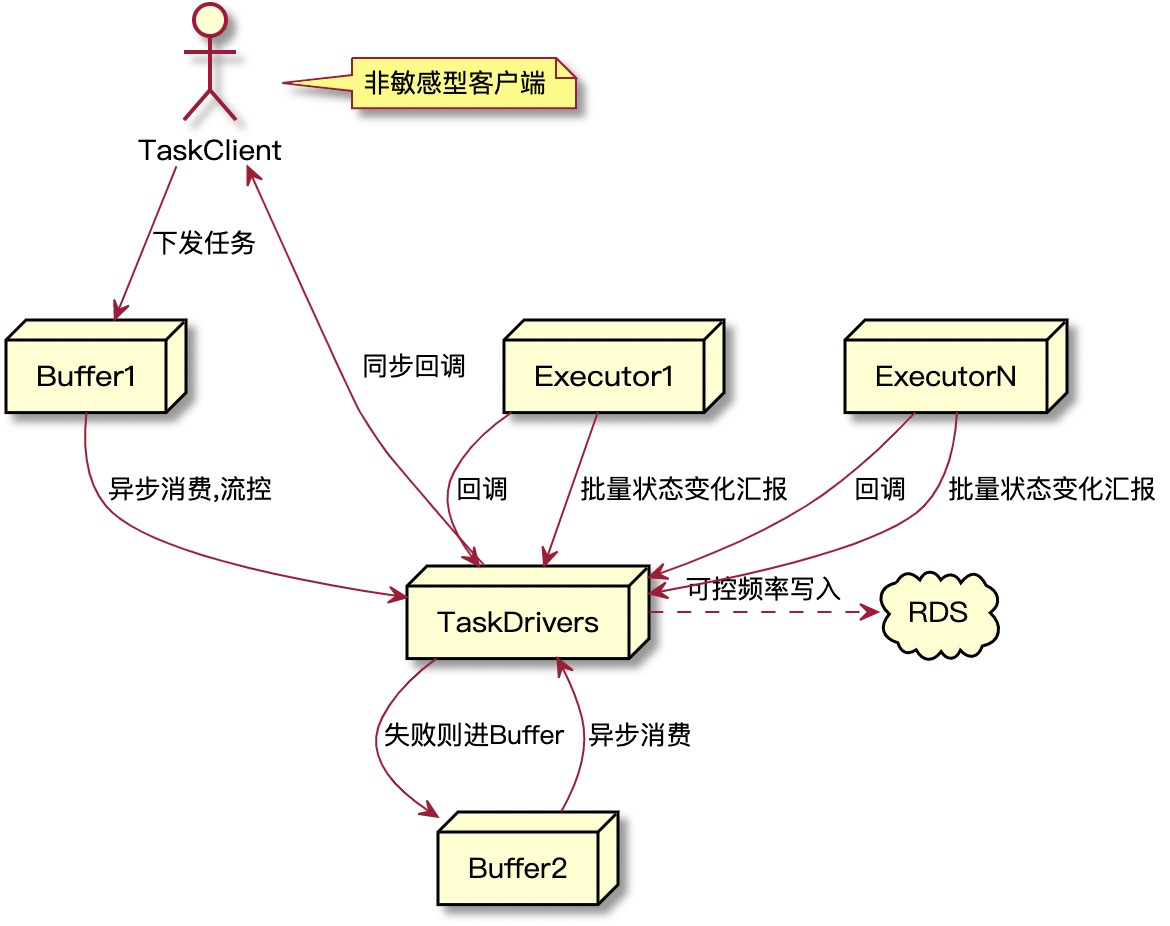 非敏感型客户端
TaskClient
下发任务
同步回调
Buffer1
Executor1
ExecutorN
异步消费,流控
回调
批量状态变化汇报
回调
批量状态变化汇报
可控频率写入
TaskDrivers
RDS
失败则进Buffer
异步消费
Buffer2